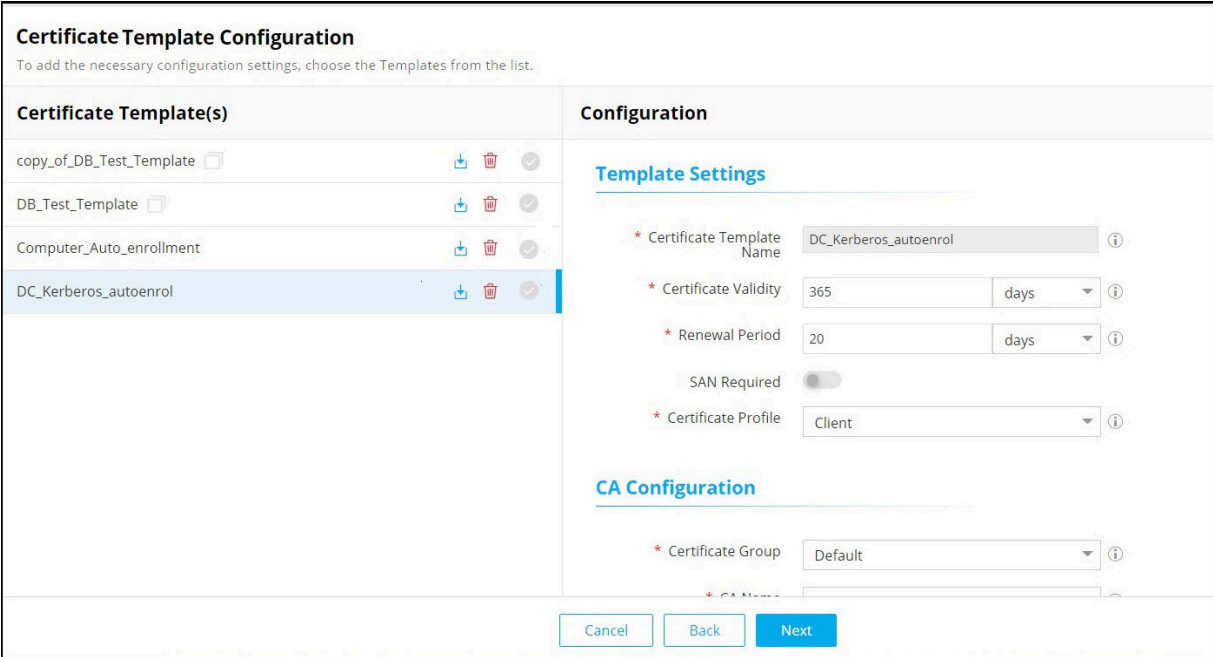 Certificate Template Configuration
To add the necessary configuration settings, choose the Templates from the list.
Certificate Template(s)
copy_of_DB_Test_Template
DB_Test_Template
Computer_Auto_enrollment
DC_Kerberos_autoenrol
Configuration
Template Settings
* Certificate Template
Name
DC_Kerberos_autoenrol
* Certificate Validity
365
days
* Renewal Period
20
days
SAN Required
* Certificate Profile
Client
CA Configuration
* Certificate Group
Default
* CA Name
Cancel
Back
Next